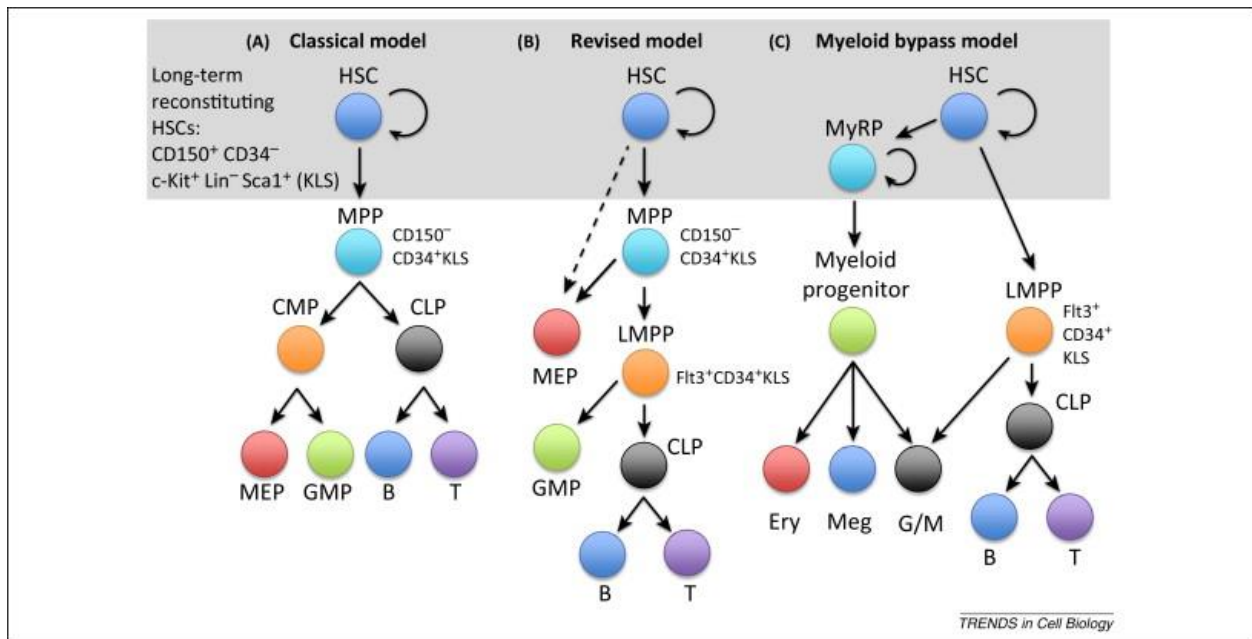 (A) Classical model
Long-term
reconstituting
HSCs:
CD150⁺ CD34⁻
c-Kit⁺ Lin⁻ Sca1⁺ (KLS)
HSC
MPP
CD150⁻
CD34⁺KLS
CMP
CLP
MEP
GMP
B
T
(B) Revised model
HSC
MPP
CD150⁻
CD34⁺KLS
MEP
LMPP
Flt3⁺CD34⁺KLS
GMP
CLP
B
T
(C) Myeloid bypass model
HSC
MyRP
Myeloid
progenitor
LMPP
Flt3⁺
CD34⁺
KLS
CLP
Ery
Meg
G/M
B
T
TRENDS in Cell Biology